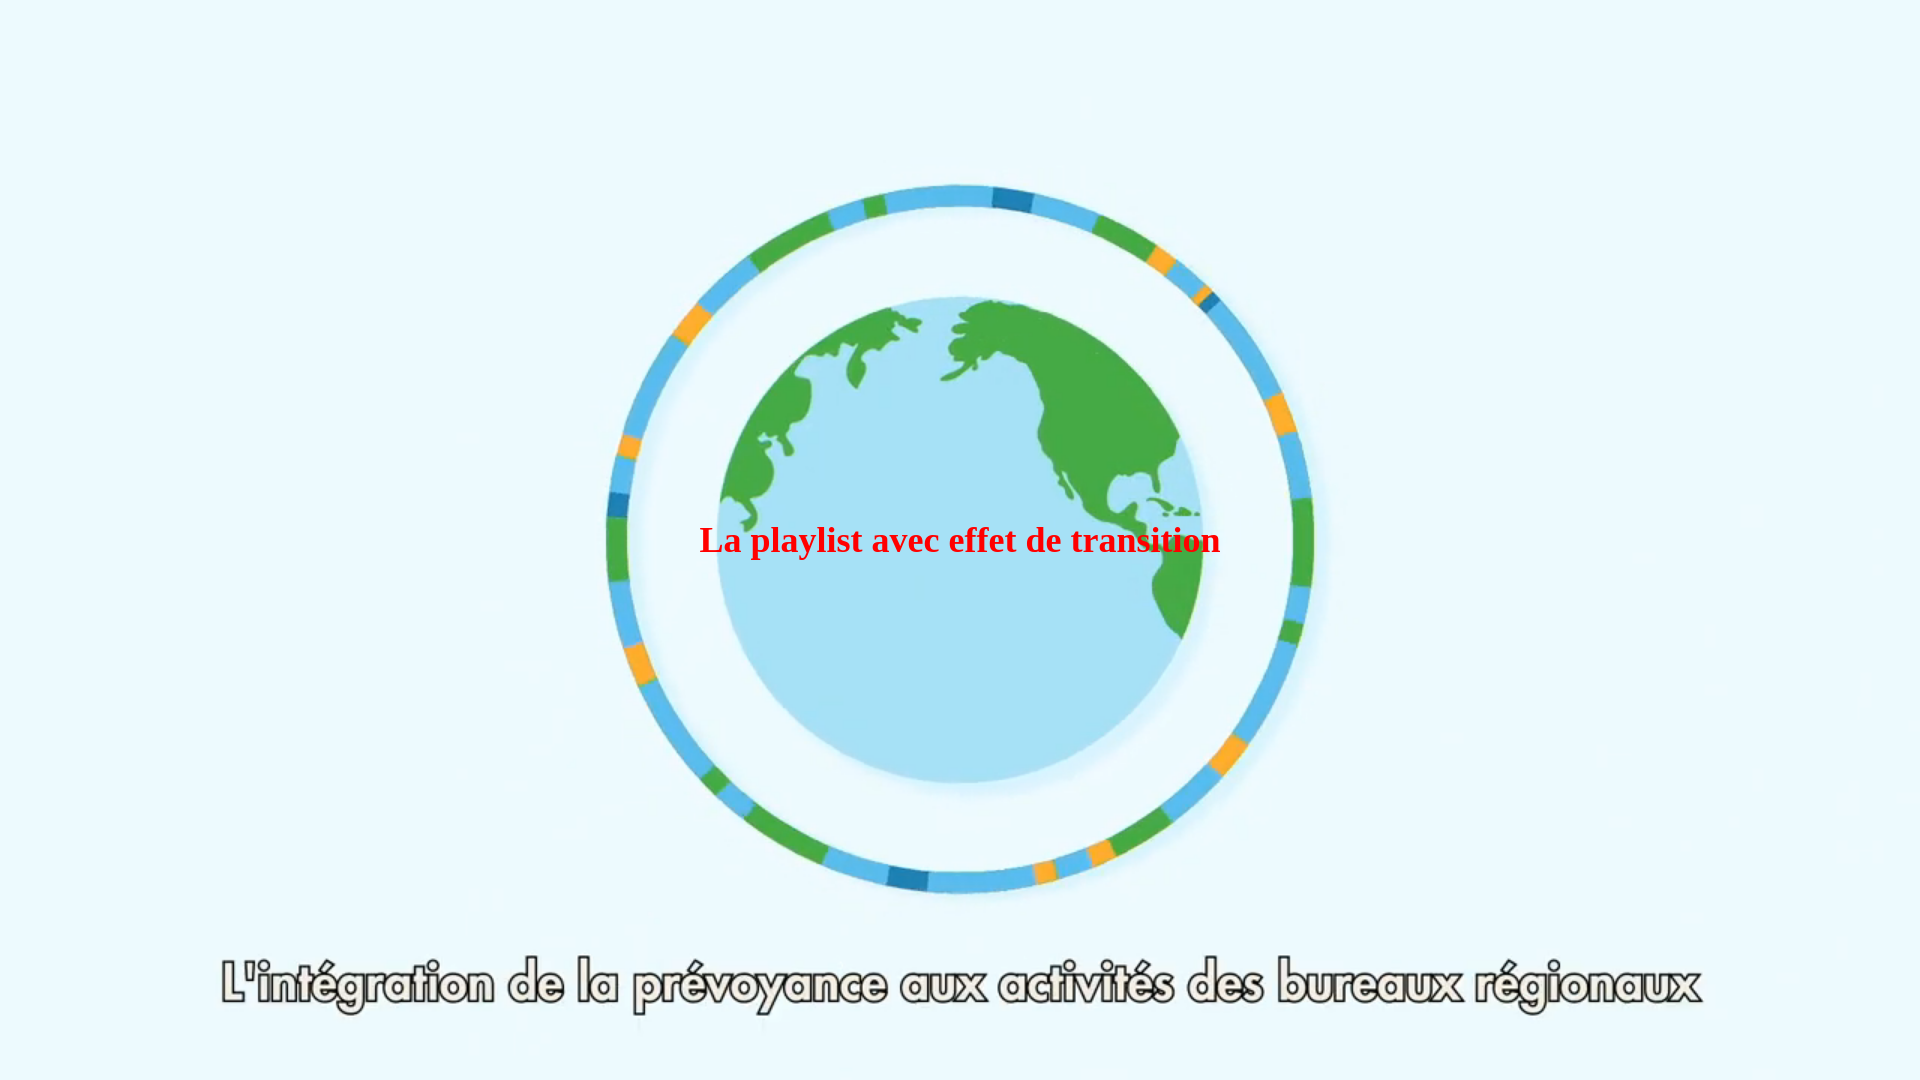 La playlist avec effet de transition
L'intégration de la prévoyance aux activités des bureaux régionaux